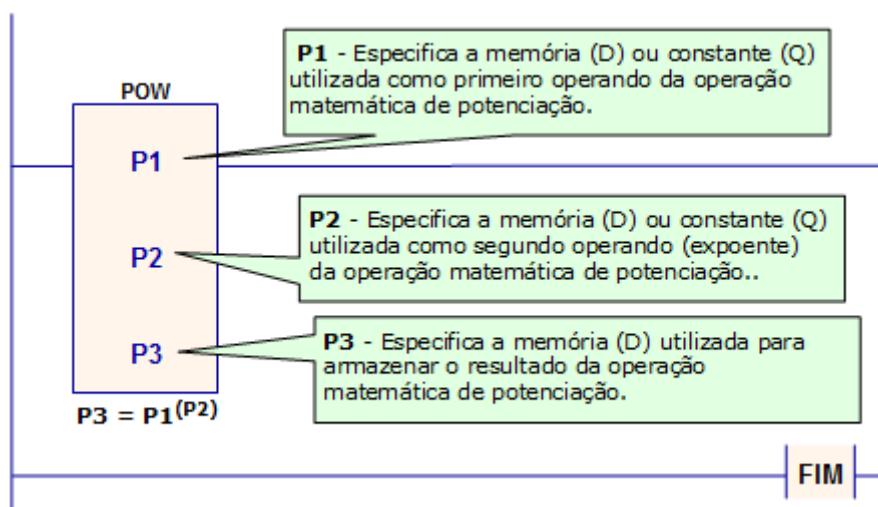 P1 - Especifica a memória (D) ou constante (Q)
utilizada como primeiro operando da operação
matemática de potenciação.
POW
P1
P2 - Especifica a memória (D) ou constante (Q)
utilizada como segundo operando (expoente)
da operação matemática de potenciação..
P2
P3 - Especifica a memória (D) utilizada para
armazenar o resultado da operação
matemática de potenciação.
P3
P3 = P1(P2)
FIM